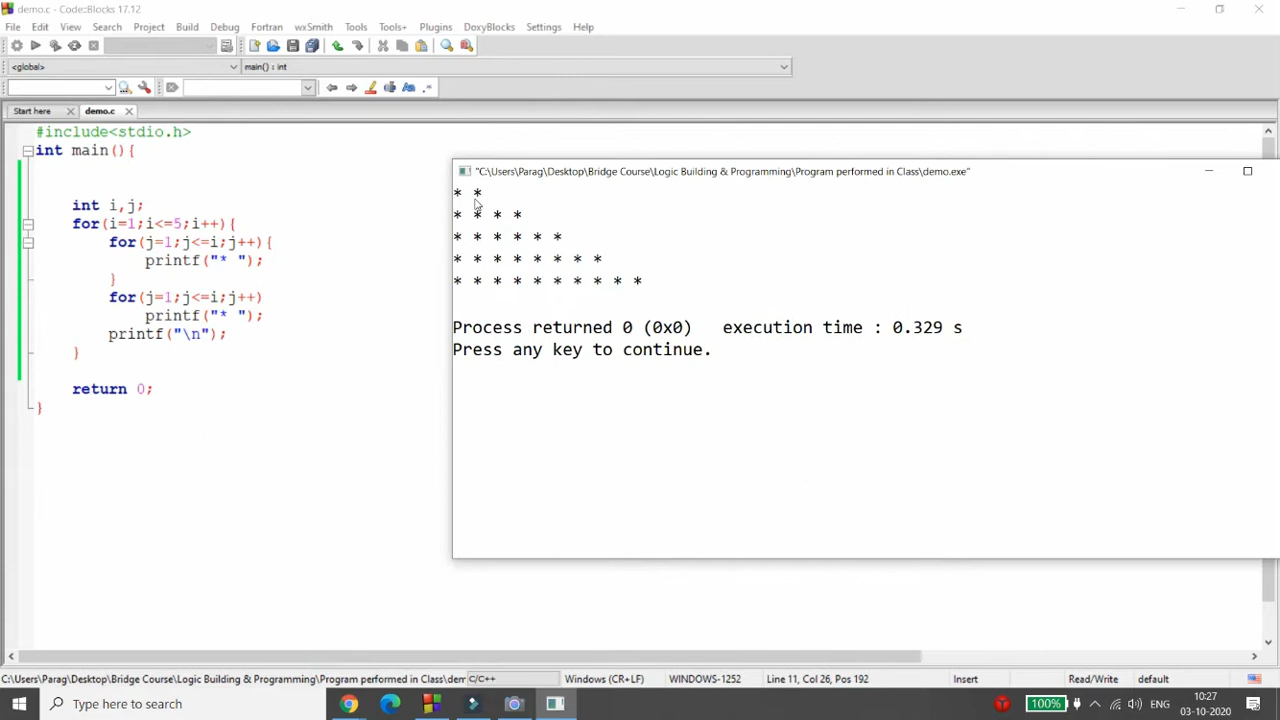 demo.c - Code::Blocks 17.12
File Edit View Search Project Build Debug Fortran wxSmith Tools Tools+ Plugins DoxyBlocks Settings Help
<global>
main() : int
Start here
demo.c
#include<stdio.h>
int main(){
int i,j;
for(i=1;i<=5;i++){
for(j=1;j<=i;j++){
printf("* ");
}
for(j=1;j<=i;j++)
printf("* ");
printf("\n");
}
return 0;
}
"C:\Users\Parag\Desktop\Bridge Course\Logic Building & Programming\Program performed in Class\demo.exe"
* *
* * * *
* * * * * *
* * * * * * * *
* * * * * * * * * *
Process returned 0 (0x0)   execution time : 0.329 s
Press any key to continue.
C:\Users\Parag\Desktop\Bridge Course\Logic Building & Programming\Program performed in Class\dem C/C++ Windows (CR+LF) WINDOWS-1252 Line 11, Col 26, Pos 192 Insert Read/Write default
Type here to search
100%
ENG
10:27
03-10-2020